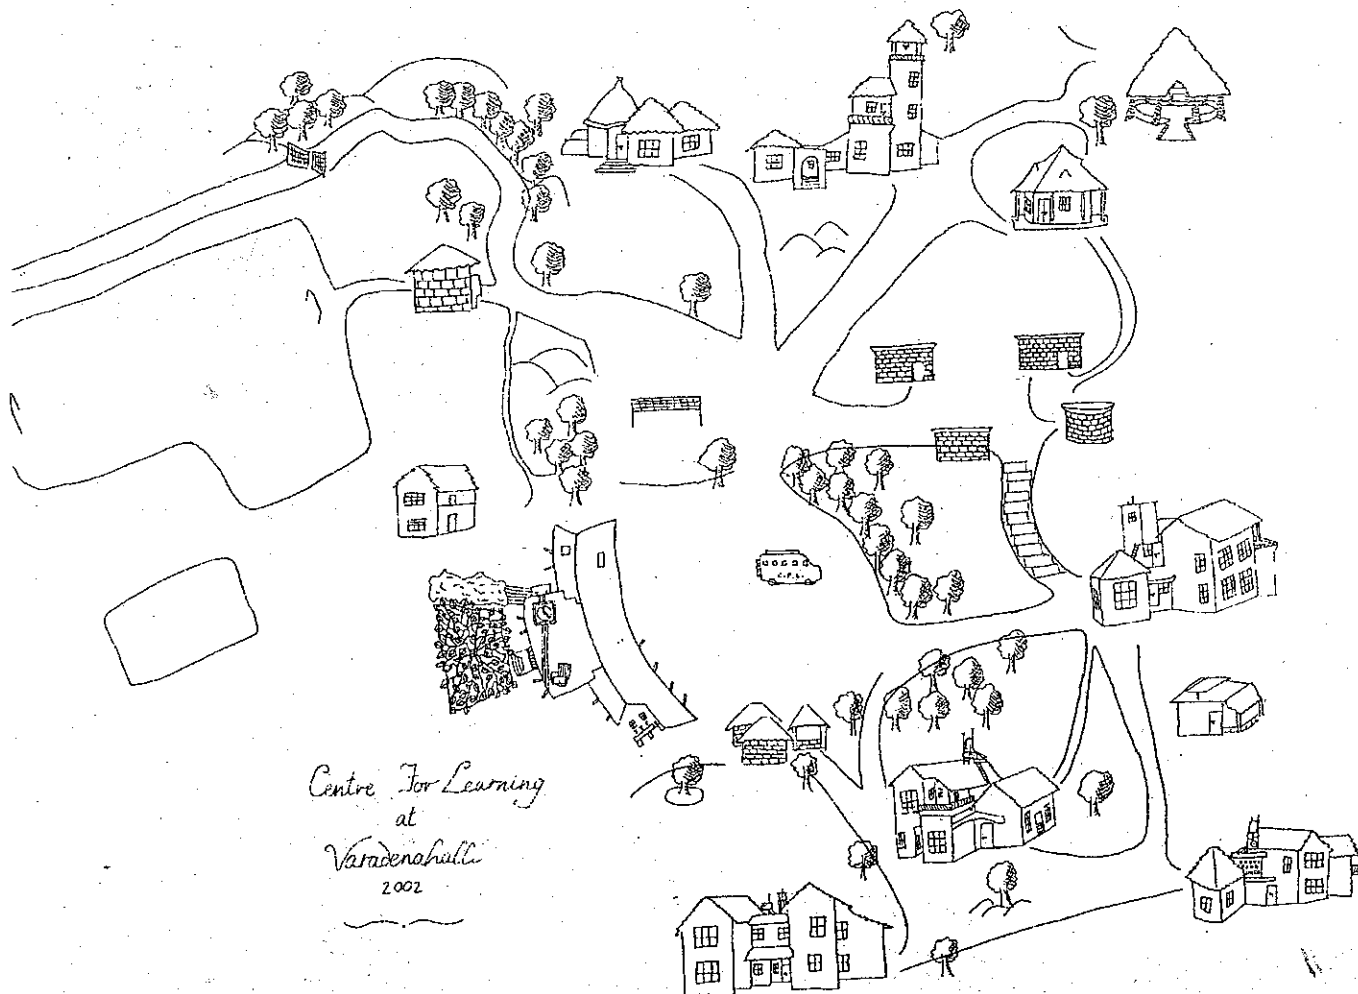 C.F.L.
Centre For Learning
at
Varadenahalli
2002